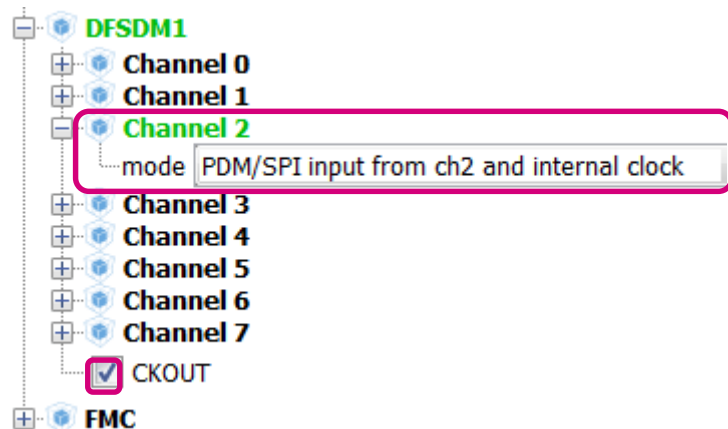 DFSDM1
Channel 0
Channel 1
Channel 2
mode PDM/SPI input from ch2 and internal clock
Channel 3
Channel 4
Channel 5
Channel 6
Channel 7
CKOUT
FMC